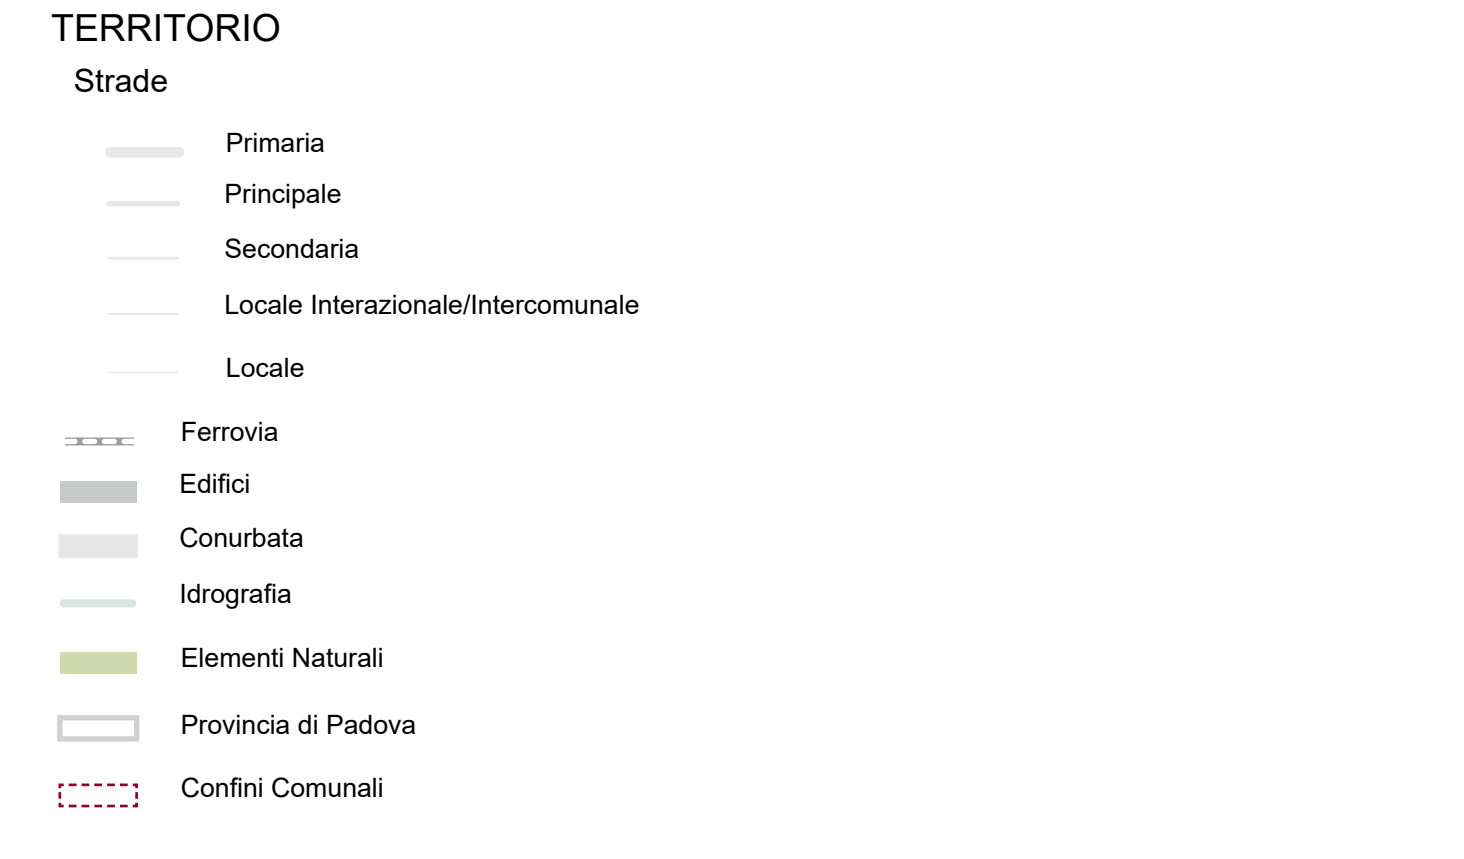 TERRITORIO
Strade
Primaria
Principale
Secondaria
Locale Interazionale/Intercomunale
Locale
Ferrovia
Edifici
Conurbata
Idrografia
Elementi Naturali
Provincia di Padova
Confini Comunali